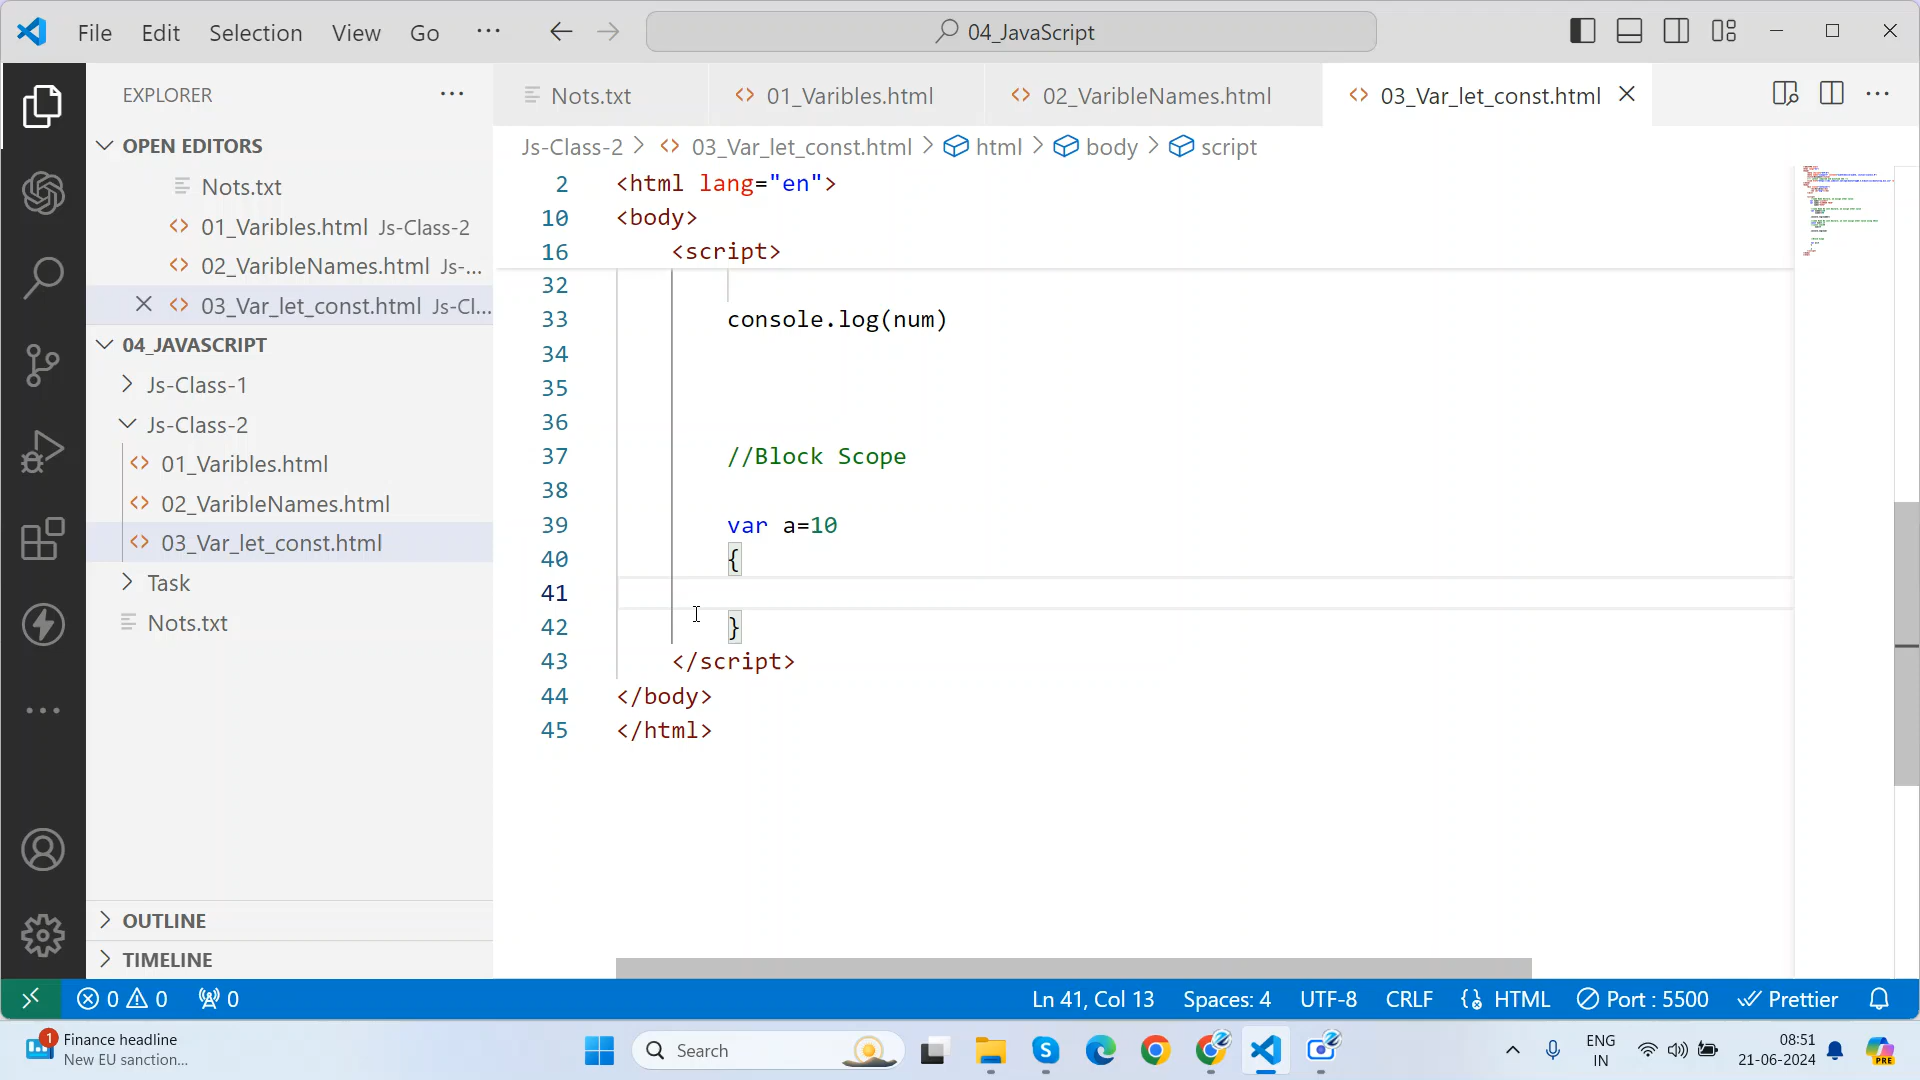 File Edit Selection View Go ...
04_JavaScript
EXPLORER
OPEN EDITORS
Nots.txt
01_Varibles.html Js-Class-2
02_VaribleNames.html Js-...
03_Var_let_const.html Js-Cl...
04_JAVASCRIPT
Js-Class-1
Js-Class-2
01_Varibles.html
02_VaribleNames.html
03_Var_let_const.html
Task
Nots.txt
OUTLINE
TIMELINE
Nots.txt 01_Varibles.html 02_VaribleNames.html 03_Var_let_const.html
Js-Class-2 > 03_Var_let_const.html > html > body > script
2 <html lang="en">
10 <body>
16 <script>
32
33 console.log(num)
34
35
36
37 //Block Scope
38
39 var a=10
40 {
41
42 }
43 </script>
44 </body>
45 </html>
0 0 0 Ln 41, Col 13 Spaces: 4 UTF-8 CRLF HTML Port : 5500 Prettier
1 Finance headline
New EU sanction...
Search
ENG
IN
08:51
21-06-2024
PRE